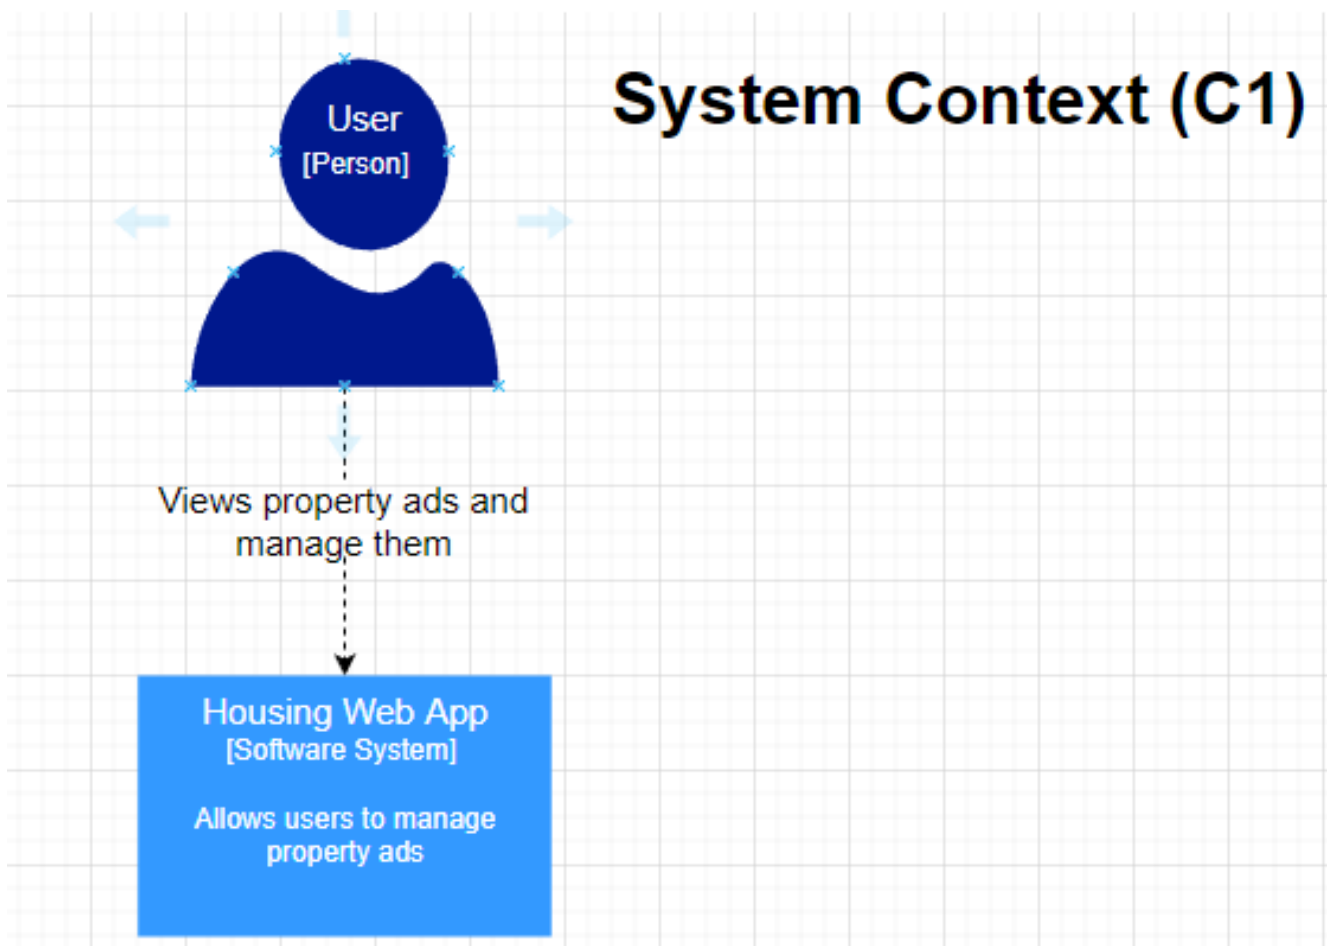 System Context (C1)
User
[Person]
Views property ads and
manage them
Housing Web App
[Software System]
Allows users to manage
property ads